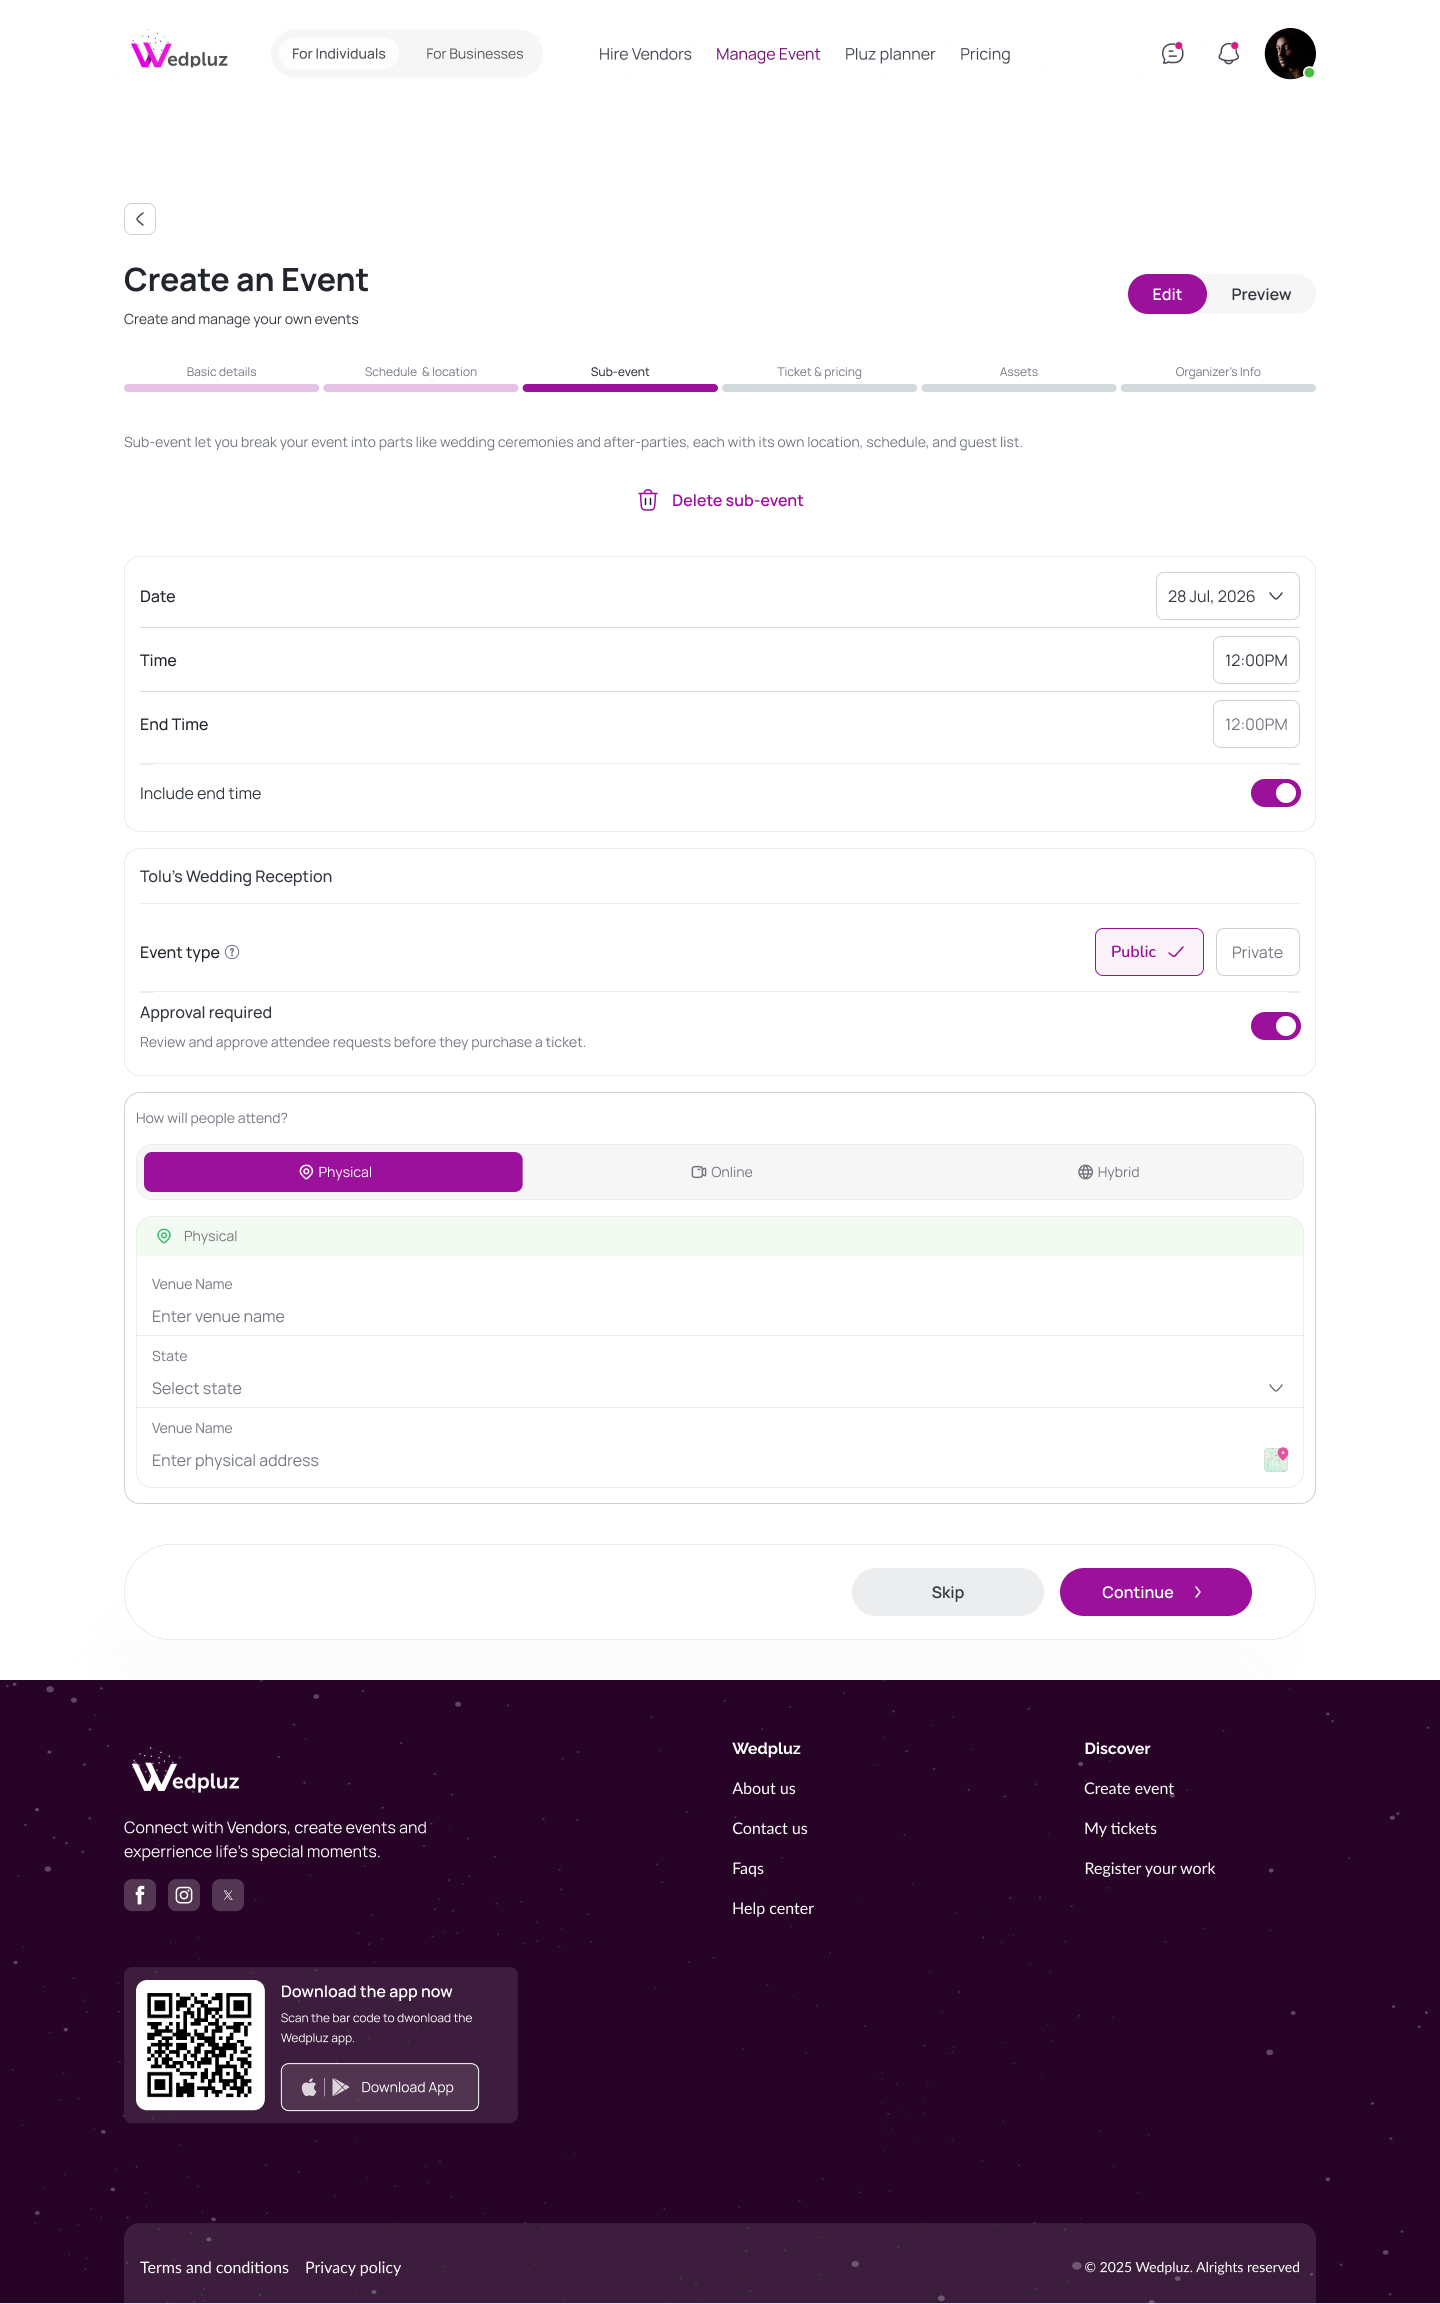 Wedpluz
For Individuals
For Businesses
Hire Vendors
Manage Event
Pluz planner
Pricing
Create an Event
Create and manage your own events
Edit
Preview
Basic details
Schedule & location
Sub-event
Ticket & pricing
Assets
Organizer's Info
Sub-event let you break your event into parts like wedding ceremonies and after-parties, each with its own location, schedule, and guest list.
Delete sub-event
Date
28 Jul, 2026
Time
12:00PM
End Time
12:00PM
Include end time
Tolu's Wedding Reception
Event type
Public
Private
Approval required
Review and approve attendee requests before they purchase a ticket.
How will people attend?
Physical
Online
Hybrid
Physical
Venue Name
Enter venue name
State
Select state
Venue Name
Enter physical address
Skip
Continue
Wedpluz
Connect with Vendors, create events and
experrience life's special moments.
Wedpluz
About us
Contact us
Faqs
Help center
Discover
Create event
My tickets
Register your work
Download the app now
Scan the bar code to dwonload the
Wedpluz app.
Download App
Terms and conditions
Privacy policy
© 2025 Wedpluz. Alrights reserved